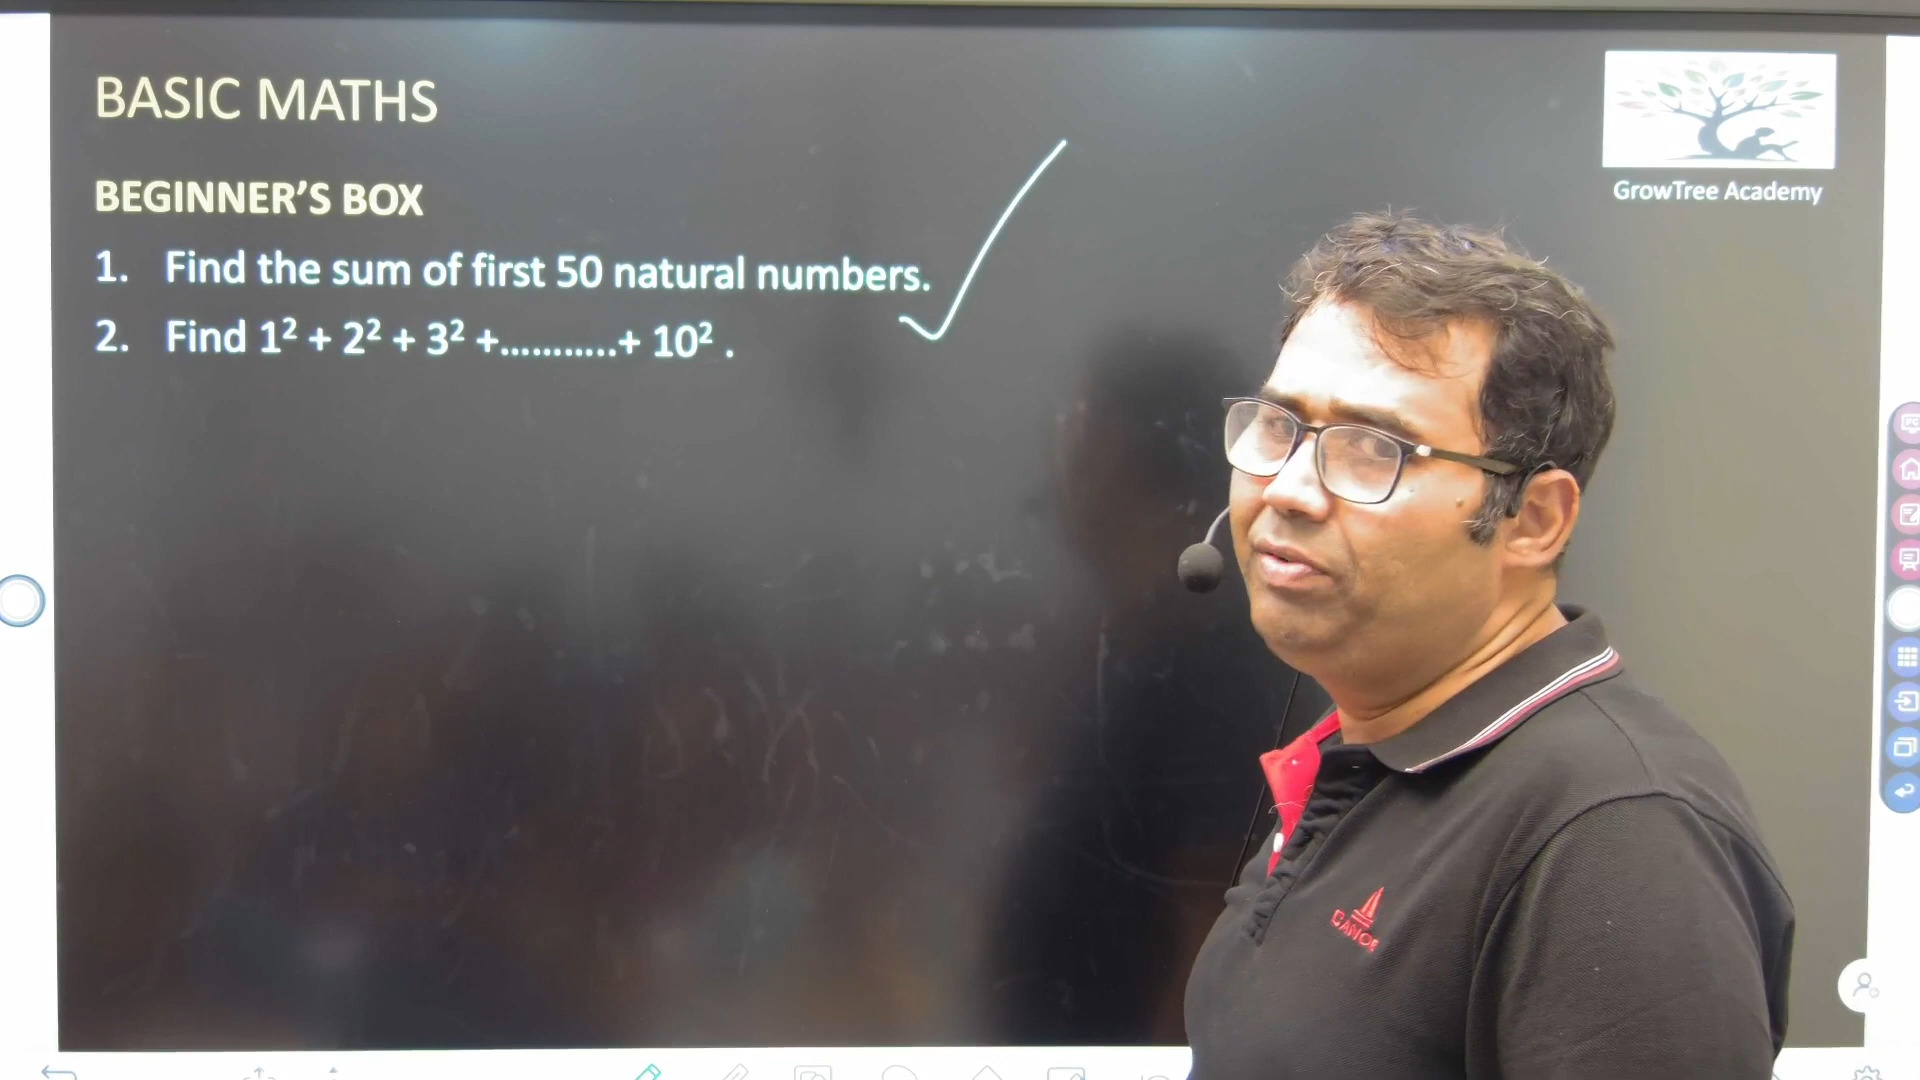 BASIC MATHS
GrowTree Academy
BEGINNER'S BOX
1. Find the sum of first 50 natural numbers.
2. Find 1² + 2² + 3² +...........+ 10² .
CANOE